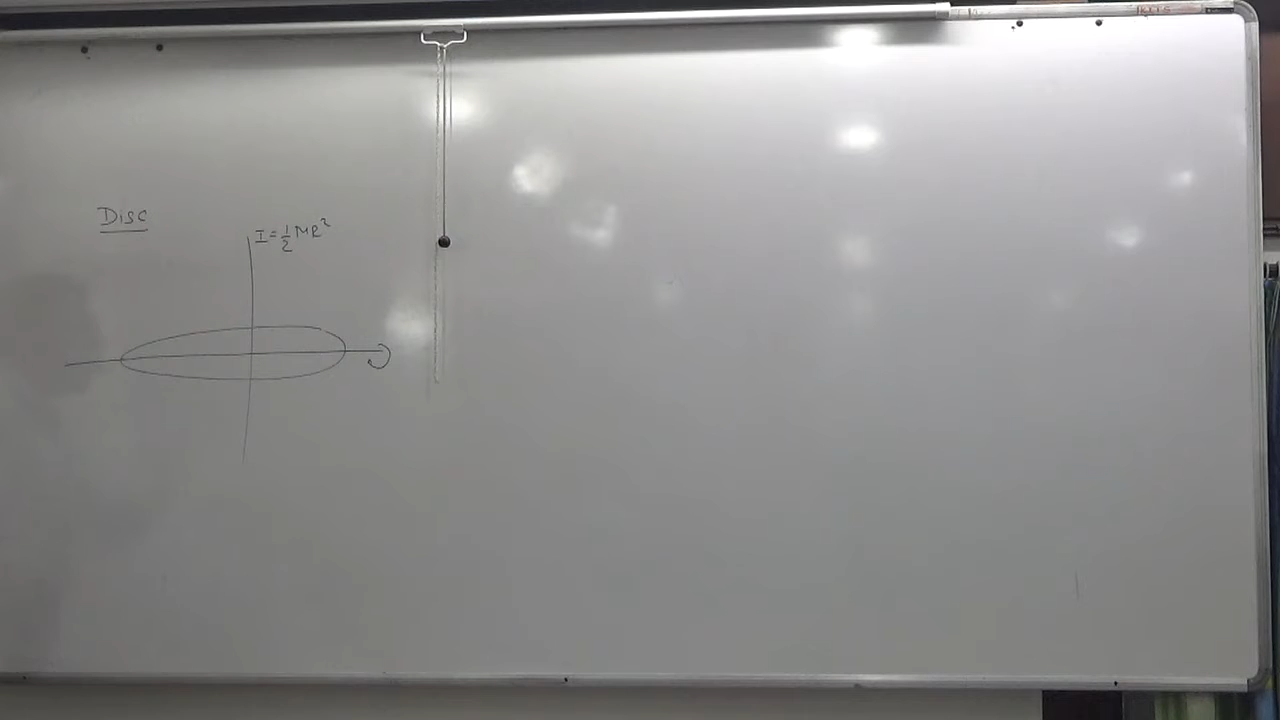 Disc
I = 1/2 MR²